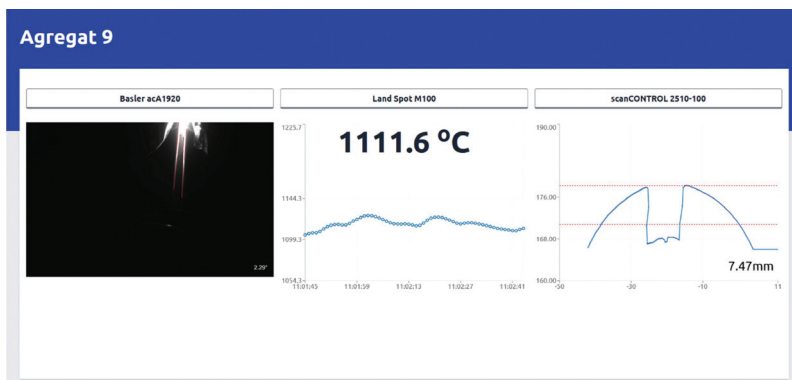 Agregat 9
Basler acA1920
Land Spot M100
scanCONTROL 2510-100
2.29°
1111.6 °C
1225.7
1144.3
1099.3
1054.3
11:01:45 11:01:59 11:02:13 11:02:27 11:02:41
190.00
176.00
168.00
160.00
7.47mm
-50 -30 -10 11